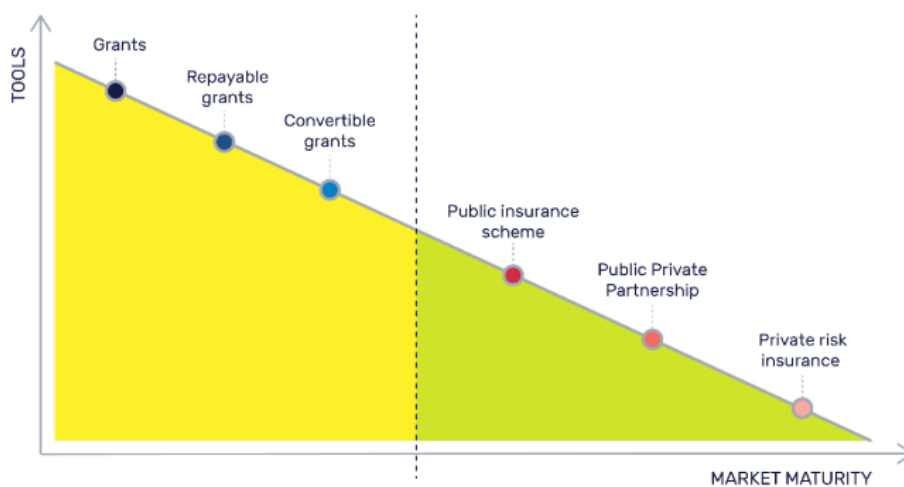 TOOLS
Grants
Repayable
grants
Convertible
grants
Public insurance
scheme
Public Private
Partnership
Private risk
insurance
MARKET MATURITY